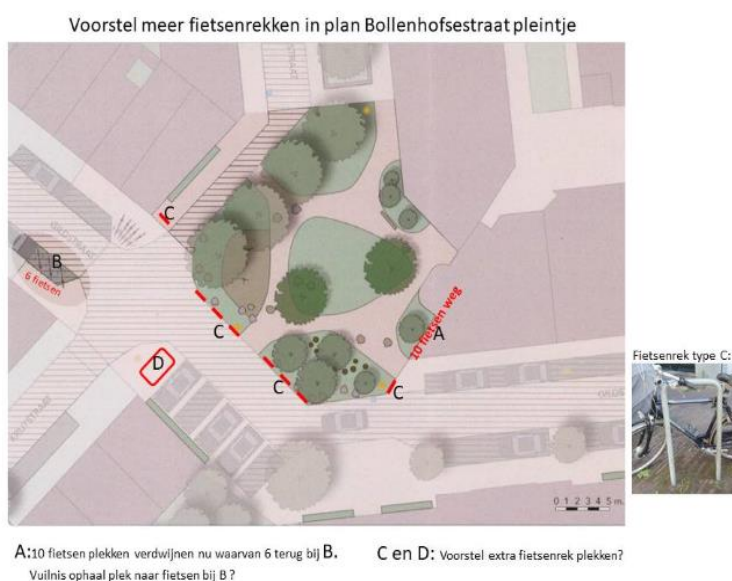 Voorstel meer fietsenrekken in plan Bollenhofsestraat pleintje
C
B
6 fietsen
C
D
C
C
A
10 fietsen weg
Fietsenrek type C:
0 1 2 3 4 5 m.
A:10 fietsen plekken verdwijnen nu waarvan 6 terug bij B.
Vuilnis ophaal plek naar fietsen bij B ?
C en D: Voorstel extra fietsenrek plekken?